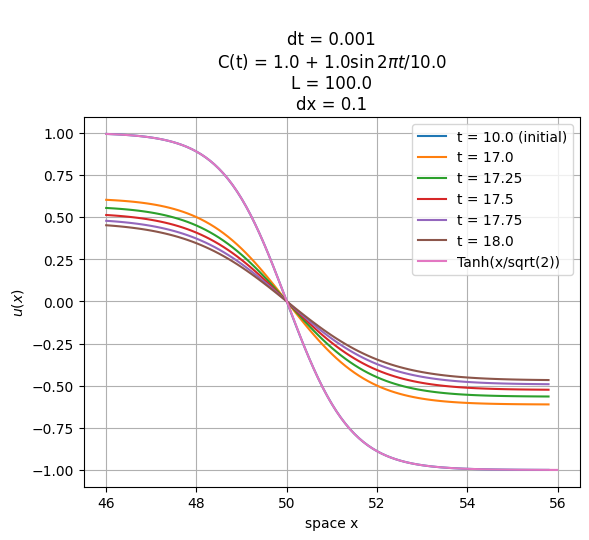 dt = 0.001
C(t) = 1.0 + 1.0sin 2πt/10.0
L = 100.0
dx = 0.1
t = 10.0 (initial)
t = 17.0
t = 17.25
t = 17.5
t = 17.75
t = 18.0
Tanh(x/sqrt(2))
1.00
0.75
0.50
0.25
0.00
−0.25
−0.50
−0.75
−1.00
u(x)
46 48 50 52 54 56
space x